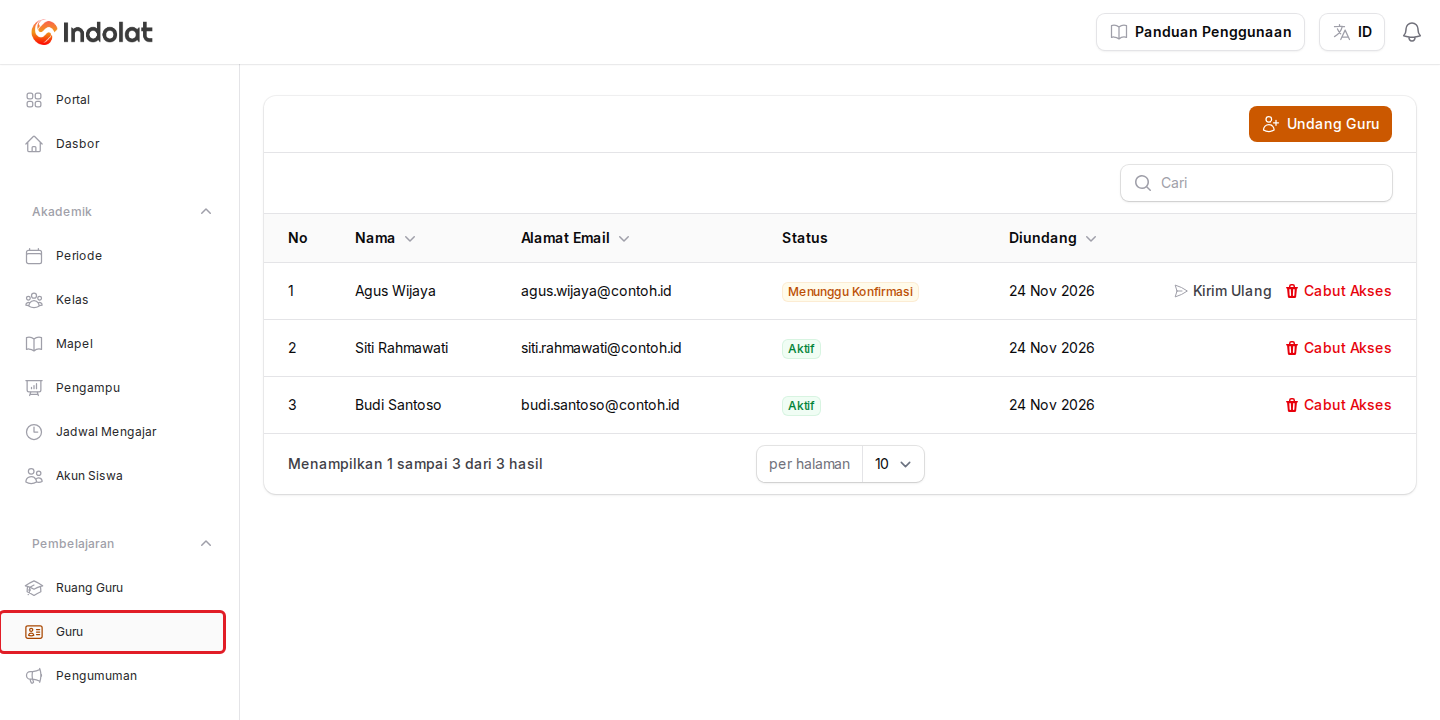 Indolat
Panduan Penggunaan
ID
Portal
Dasbor
Akademik
Periode
Kelas
Mapel
Pengampu
Jadwal Mengajar
Akun Siswa
Pembelajaran
Ruang Guru
Guru
Pengumuman
Undang Guru
Cari
No Nama Alamat Email Status Diundang
1 Agus Wijaya agus.wijaya@contoh.id Menunggu Konfirmasi 24 Nov 2026 Kirim Ulang Cabut Akses
2 Siti Rahmawati siti.rahmawati@contoh.id Aktif 24 Nov 2026 Cabut Akses
3 Budi Santoso budi.santoso@contoh.id Aktif 24 Nov 2026 Cabut Akses
Menampilkan 1 sampai 3 dari 3 hasil per halaman 10